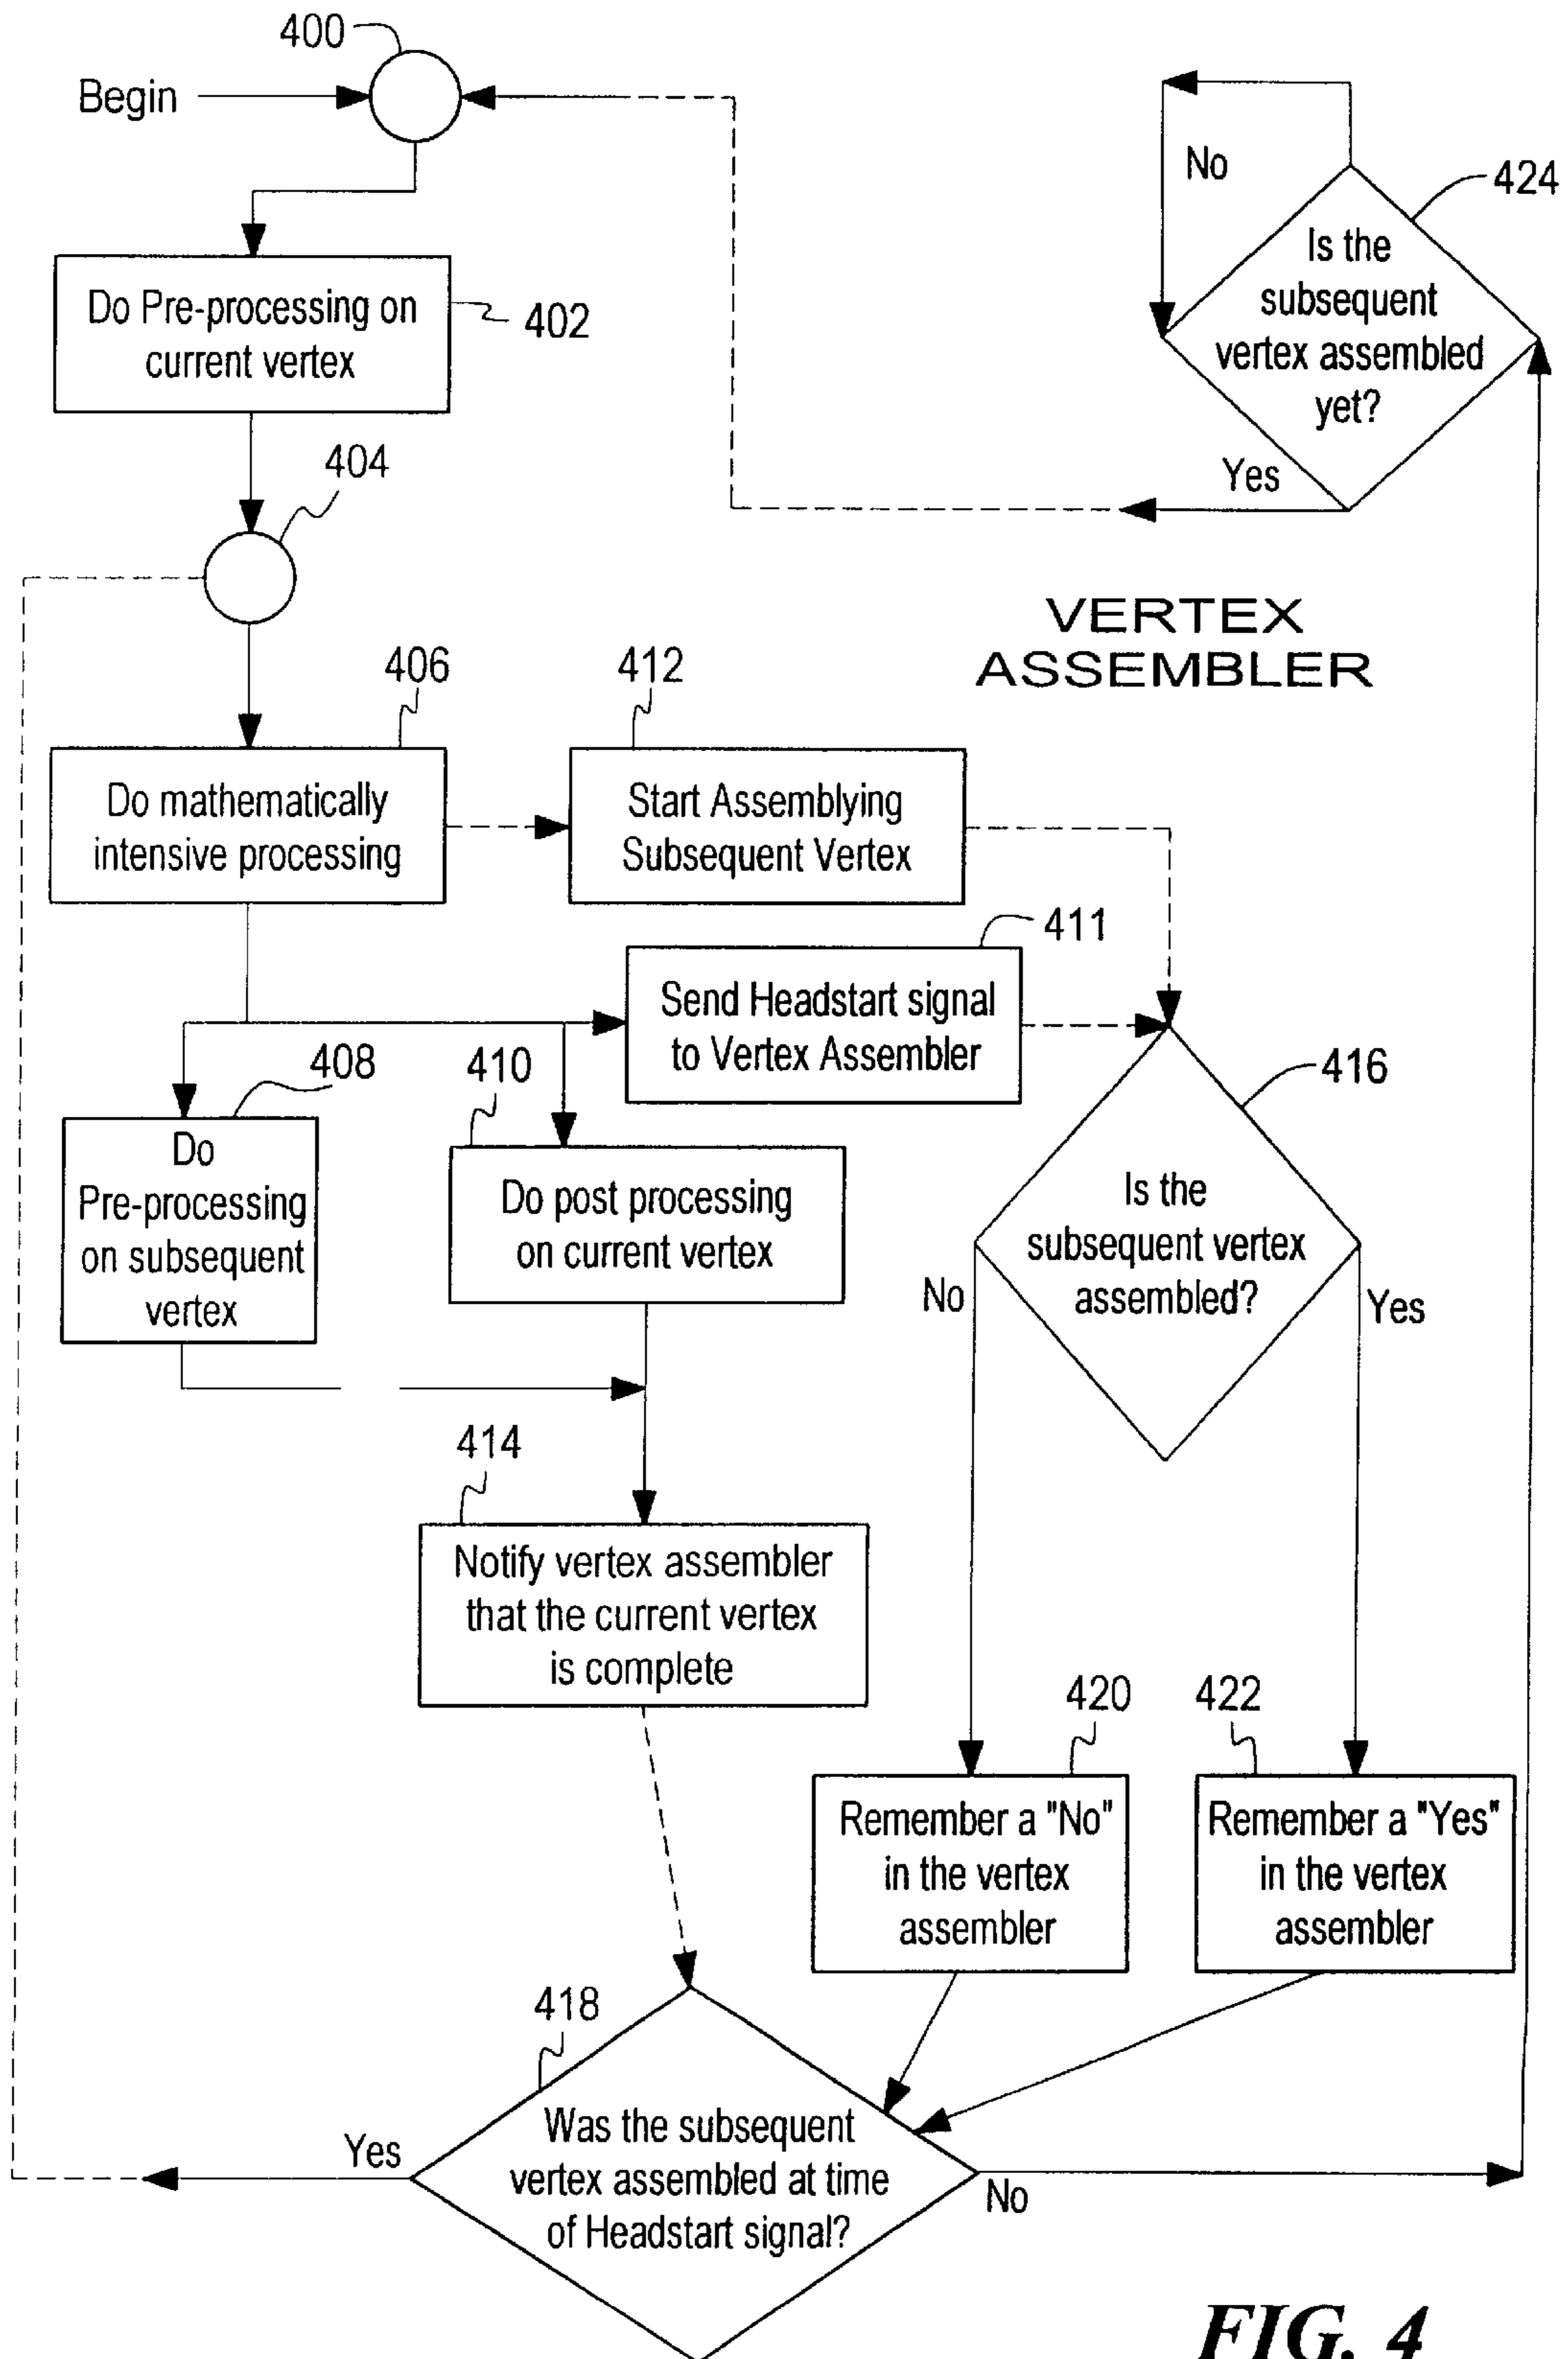 400
Begin
No
424
Is the
subsequent
vertex assembled
yet?
Yes
Do Pre-processing on
current vertex
402
404
VERTEX
ASSEMBLER
406
412
Do mathematically
intensive processing
Start Assemblying
Subsequent Vertex
411
Send Headstart signal
to Vertex Assembler
408
410
416
Do
Pre-processing
on subsequent
vertex
Do post processing
on current vertex
Is the
subsequent vertex
assembled?
No
Yes
414
Notify vertex assembler
that the current vertex
is complete
420
422
Remember a "No"
in the vertex
assembler
Remember a "Yes"
in the vertex
assembler
418
Was the subsequent
vertex assembled at time
of Headstart signal?
Yes
No
FIG. 4